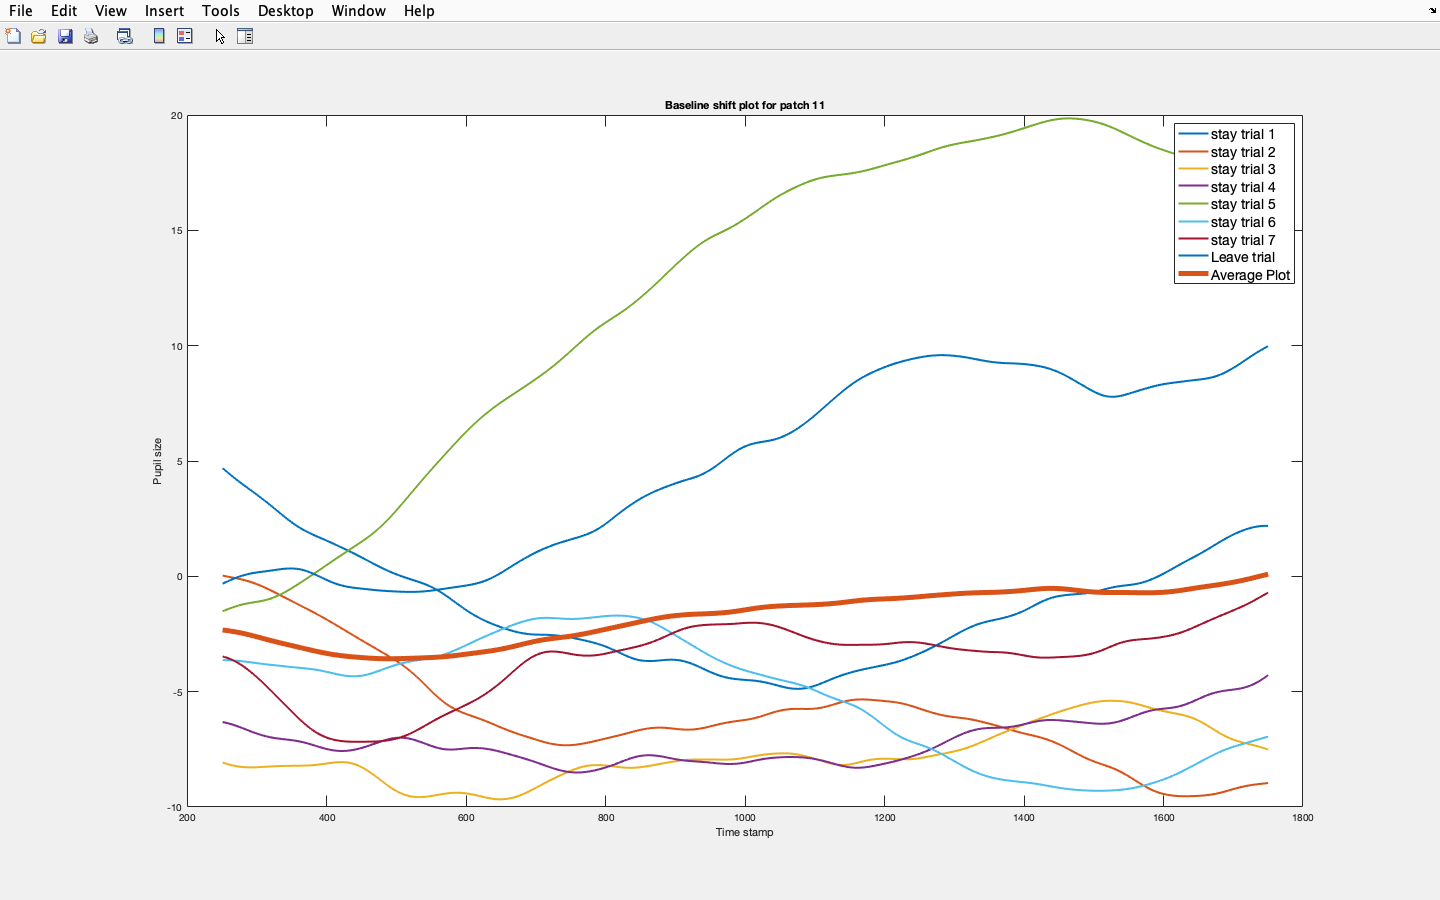 File Edit View Insert Tools Desktop Window Help
Baseline shift plot for patch 11
20
15
10
5
0
-5
-10
Pupil size
stay trial 1
stay trial 2
stay trial 3
stay trial 4
stay trial 5
stay trial 6
stay trial 7
Leave trial
Average Plot
200 400 600 800 1000 1200 1400 1600 1800
Time stamp